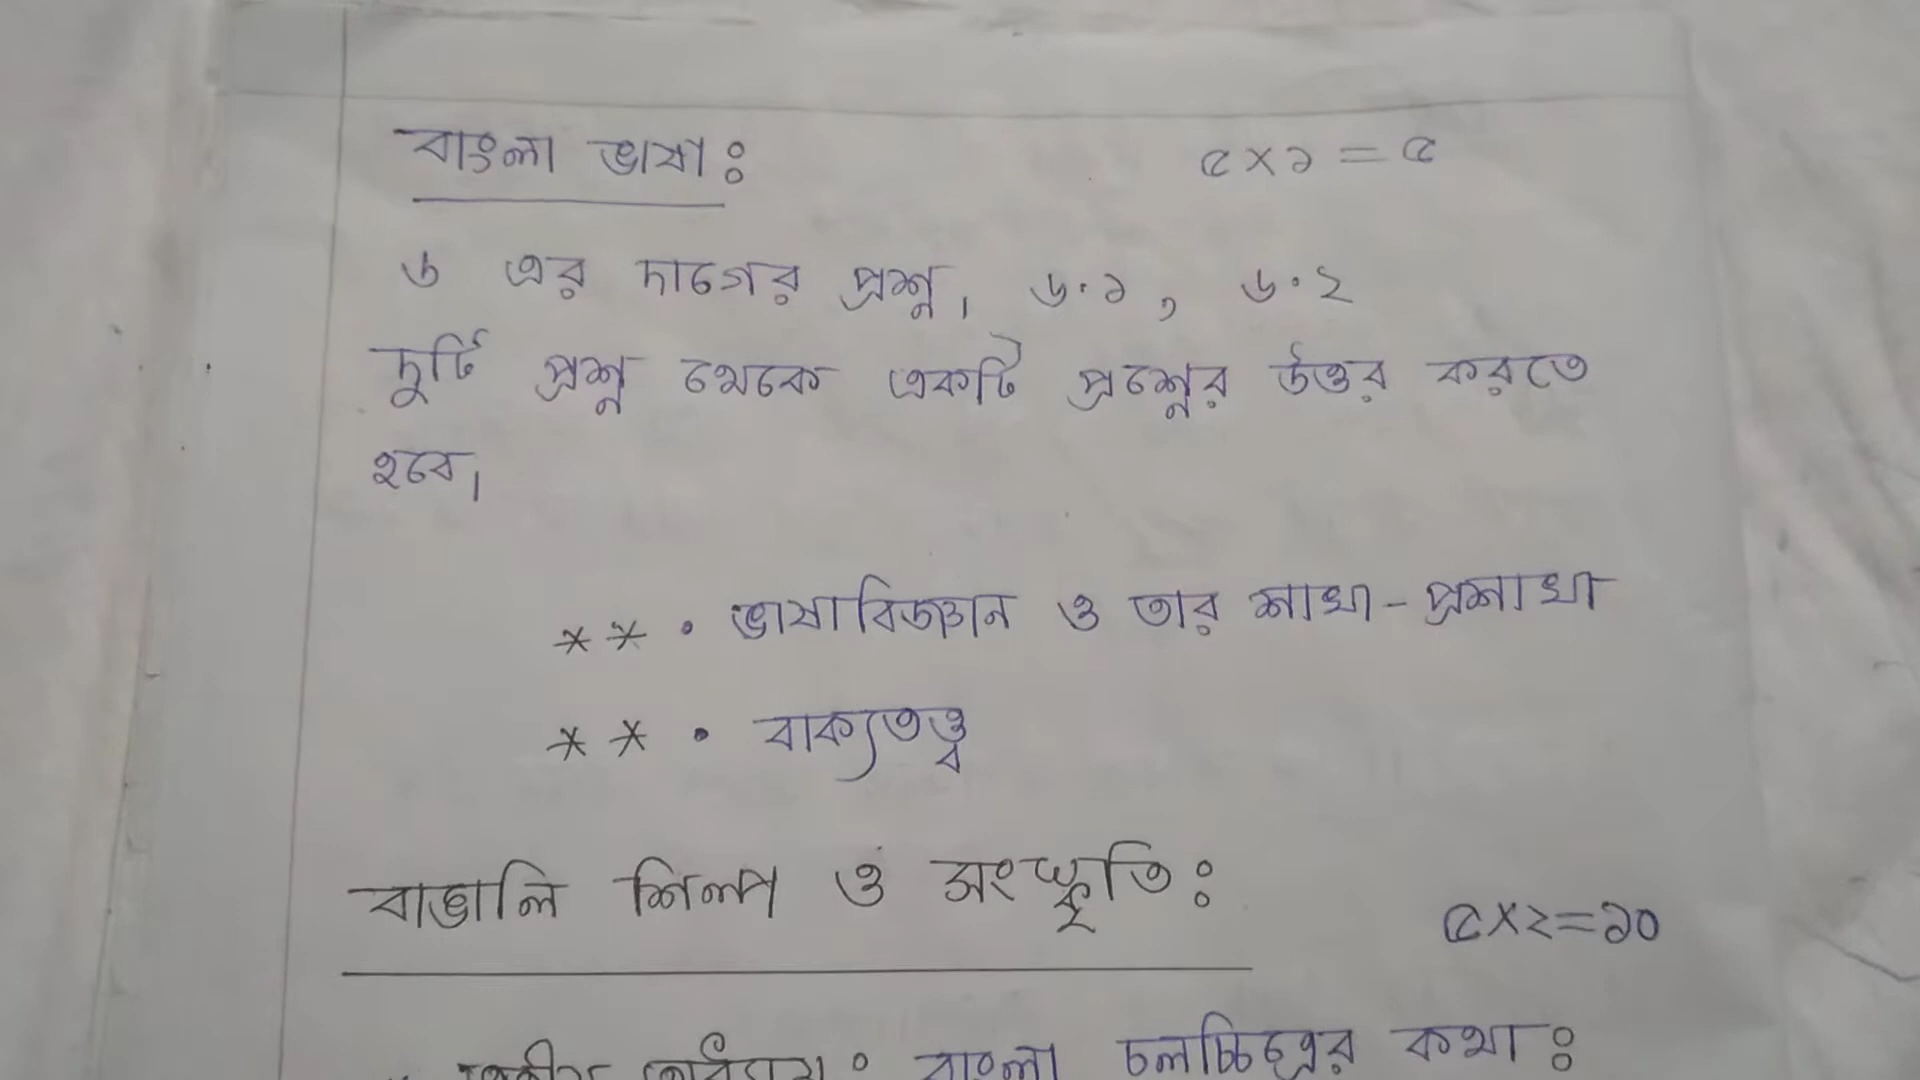 বাংলা ভাষা: ৫×১=৫
৬ এর দাগের প্রশ্ন, ৬.১, ৬.২
দুটি প্রশ্ন থেকে একটি প্রশ্নের উত্তর করতে
হবে।
** • ভাষাবিজ্ঞান ও তার শাখা-প্রশাখা
** • বাক্যতত্ত্ব
বাঙালি শিল্প ও সংস্কৃতি: ৫×২=১০
বাংলা চলচ্চিত্রের কথা: